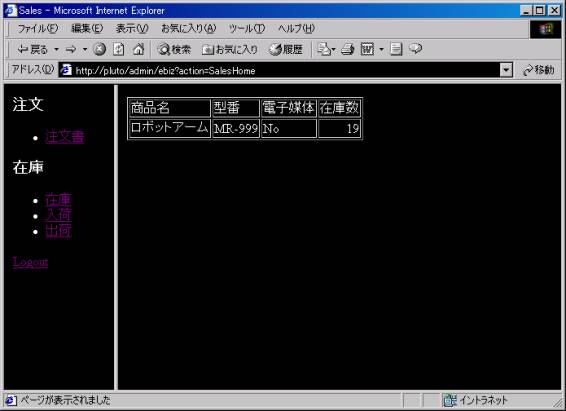 Sales - Microsoft Internet Explorer
ファイル(F) 編集(E) 表示(V) お気に入り(A) ツール(T) ヘルプ(H)
戻る 検索 お気に入り 履歴
アドレス(D) http://pluto/admin/ebiz?action=SalesHome 移動
注文
注文書
在庫
在庫
入荷
出荷
Logout
商品名 型番 電子媒体 在庫数
ロボットアーム MR-999 No 19
ページが表示されました イントラネット